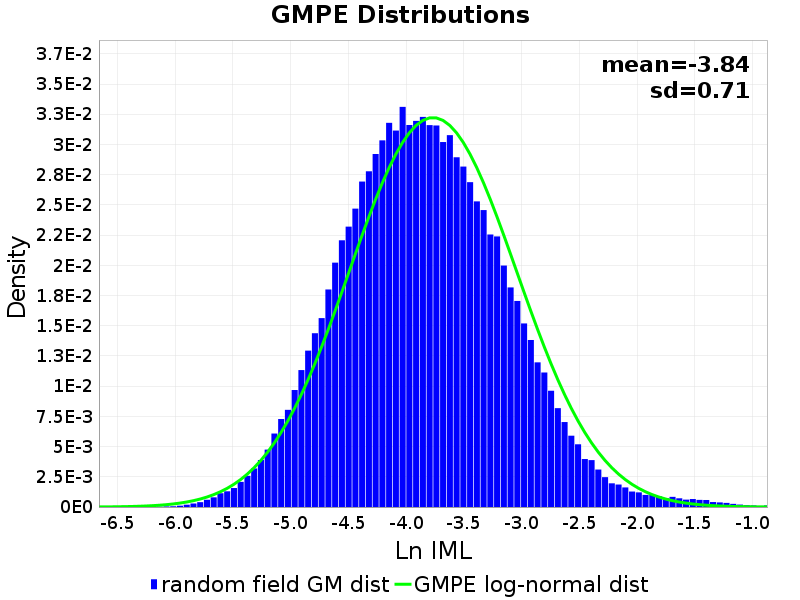 GMPE Distributions
mean=-3.84
sd=0.71
3.7E-2
3.5E-2
3.3E-2
3E-2
2.8E-2
2.5E-2
2.2E-2
2E-2
1.8E-2
1.5E-2
1.3E-2
1E-2
7.5E-3
5E-3
2.5E-3
0E0
Density
-6.5 -6.0 -5.5 -5.0 -4.5 -4.0 -3.5 -3.0 -2.5 -2.0 -1.5 -1.0
Ln IML
random field GM dist GMPE log-normal dist